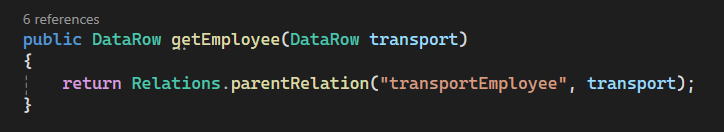 6 references
public DataRow getEmployee(DataRow transport)
{
    return Relations.parentRelation("transportEmployee", transport);
}